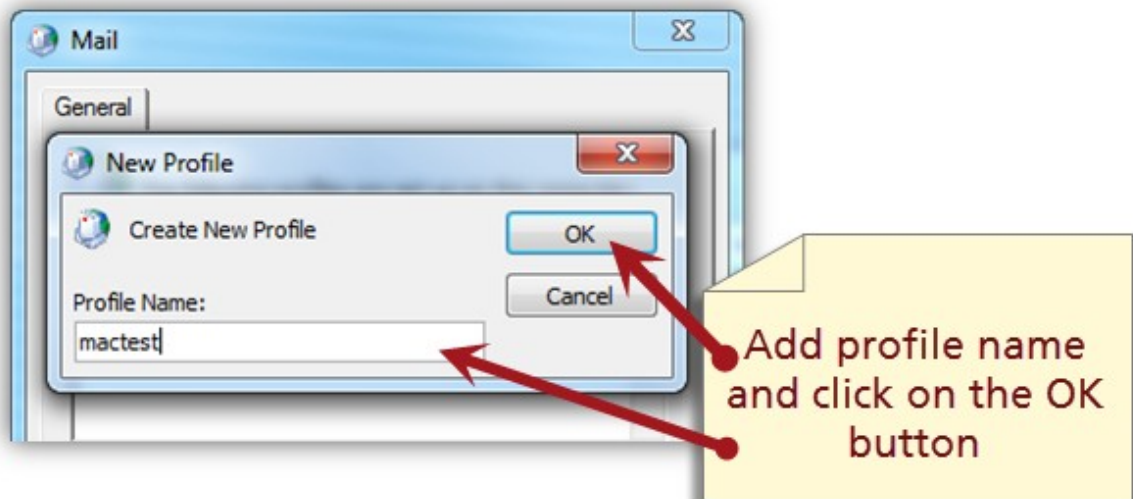 Mail
General
New Profile
Create New Profile
OK
Profile Name:
Cancel
mactest
Add profile name
and click on the OK
button